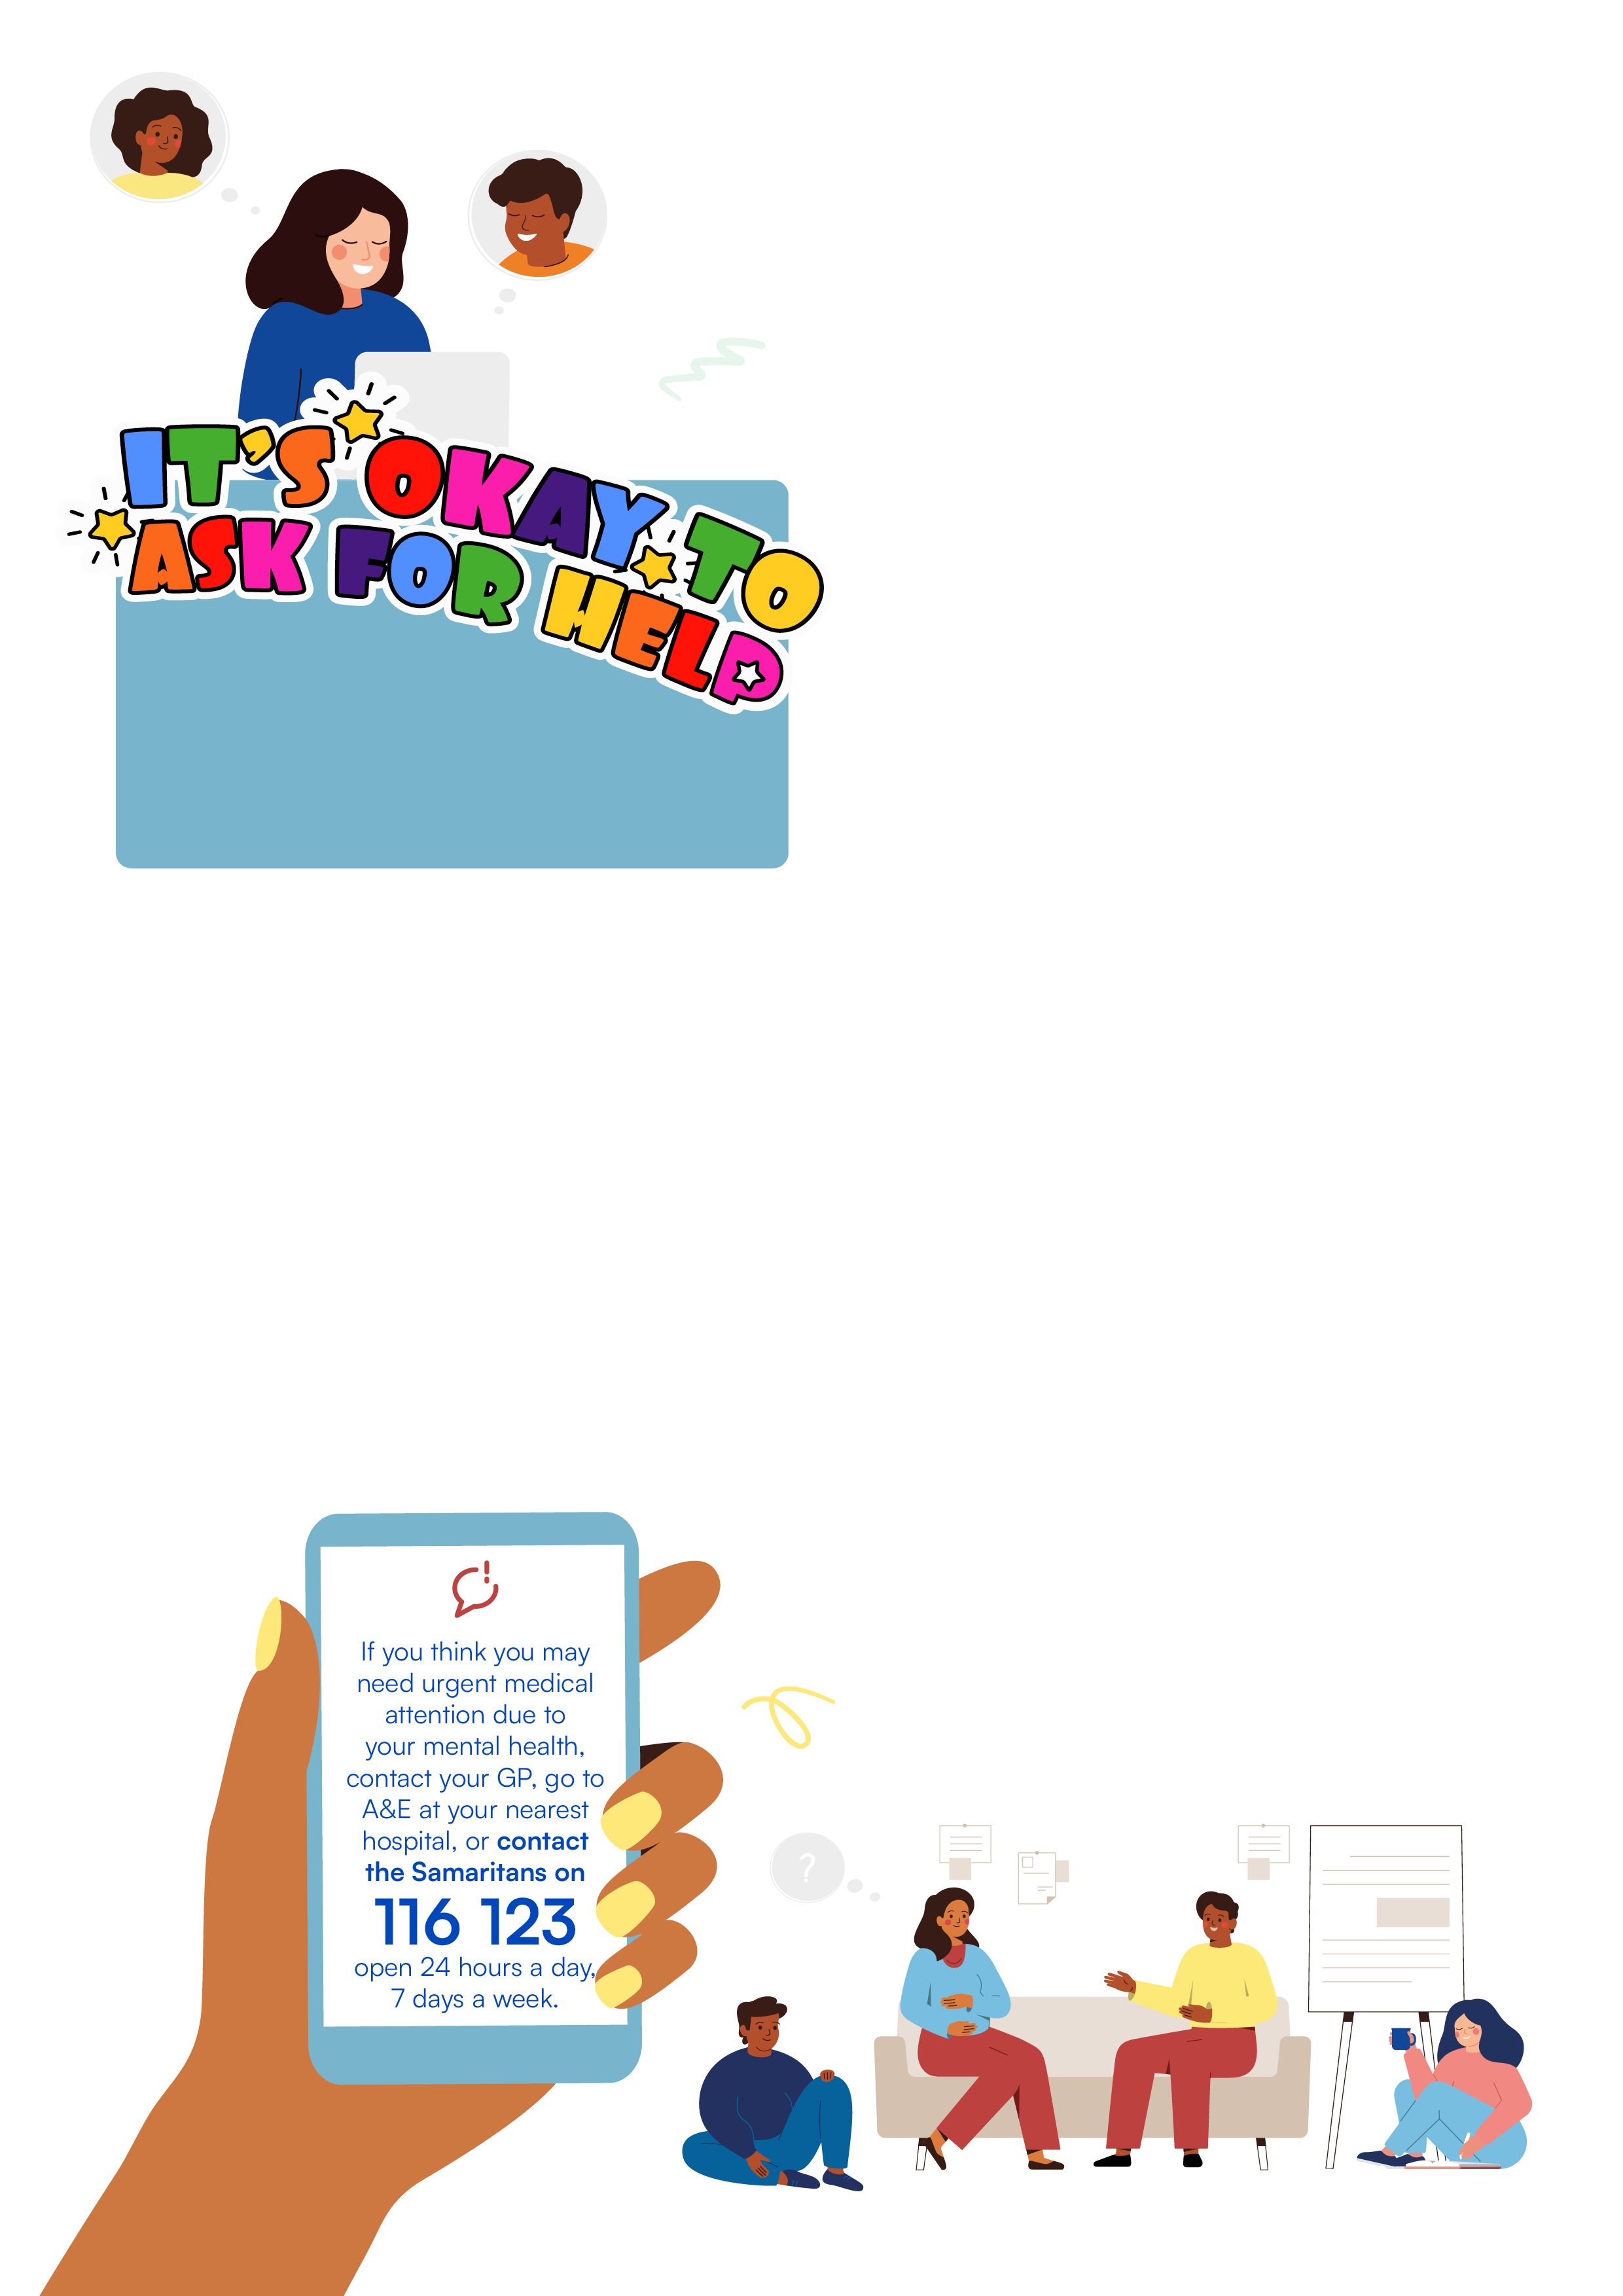 IT'S OKAY TO
ASK FOR HELP
If you think you may
need urgent medical
attention due to
your mental health,
contact your GP, go to
A&E at your nearest
hospital, or contact
the Samaritans on
116 123
open 24 hours a day,
7 days a week.
?